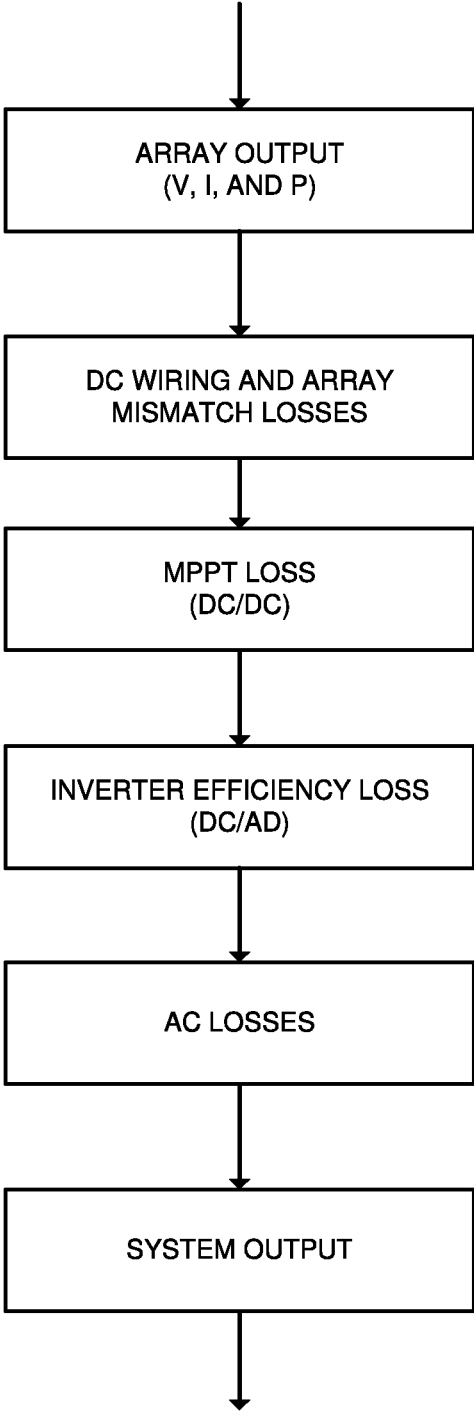 ARRAY OUTPUT
(V, I, AND P)
DC WIRING AND ARRAY
MISMATCH LOSSES
MPPT LOSS
(DC/DC)
INVERTER EFFICIENCY LOSS
(DC/AD)
AC LOSSES
SYSTEM OUTPUT